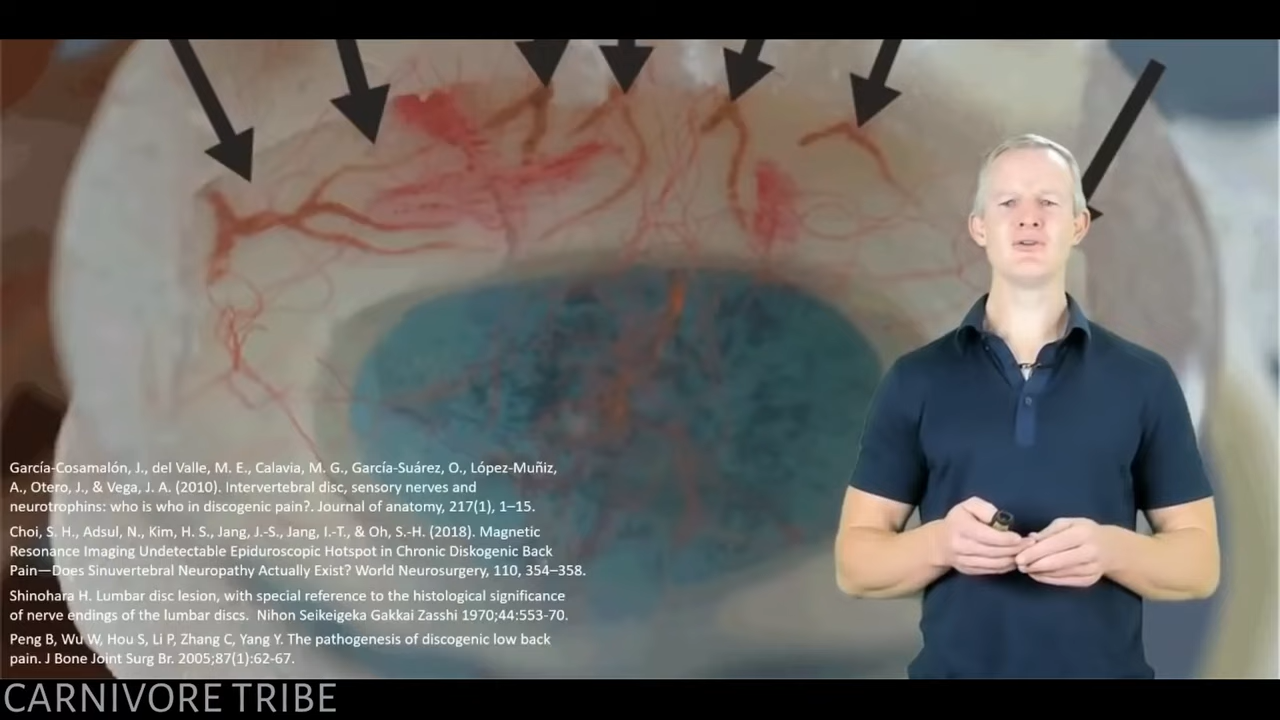 García-Cosamalón, J., del Valle, M. E., Calavia, M. G., García-Suárez, O., López-Muñiz,
A., Otero, J., & Vega, J. A. (2010). Intervertebral disc, sensory nerves and
neurotrophins: who is who in discogenic pain?. Journal of anatomy, 217(1), 1–15.
Choi, S. H., Adsul, N., Kim, H. S., Jang, J.-S., Jang, I.-T., & Oh, S.-H. (2018). Magnetic
Resonance Imaging Undetectable Epiduroscopic Hotspot in Chronic Diskogenic Back
Pain—Does Sinuvertebral Neuropathy Actually Exist? World Neurosurgery, 110, 354–358.
Shinohara H. Lumbar disc lesion, with special reference to the histological significance
of nerve endings of the lumbar discs. Nihon Seikeigeka Gakkai Zasshi 1970;44:553-70.
Peng B, Wu W, Hou S, Li P, Zhang C, Yang Y. The pathogenesis of discogenic low back
pain. J Bone Joint Surg Br. 2005;87(1):62-67.
CARNIVORE TRIBE